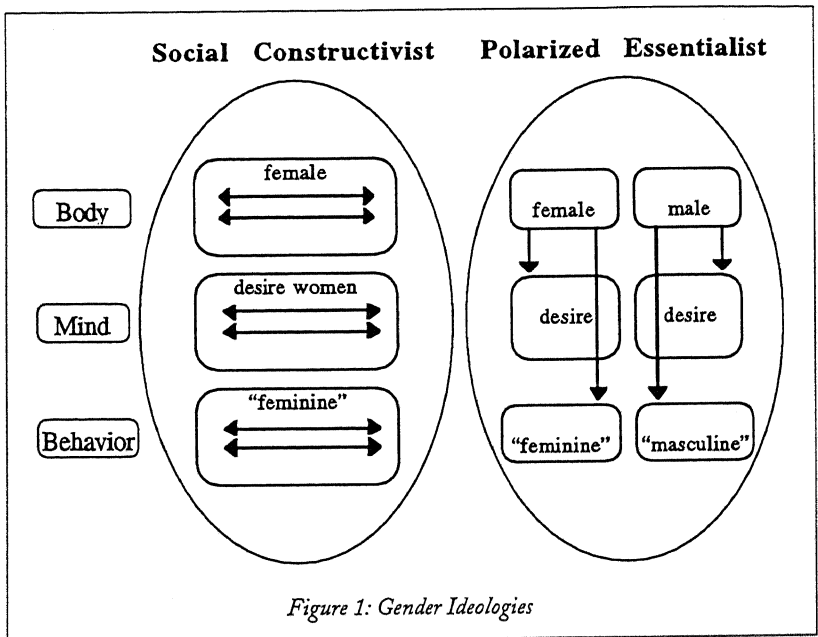 Social Constructivist
Polarized Essentialist
Body
female
female
male
Mind
desire women
desire
desire
Behavior
“feminine”
“feminine”
“masculine”
Figure 1: Gender Ideologies